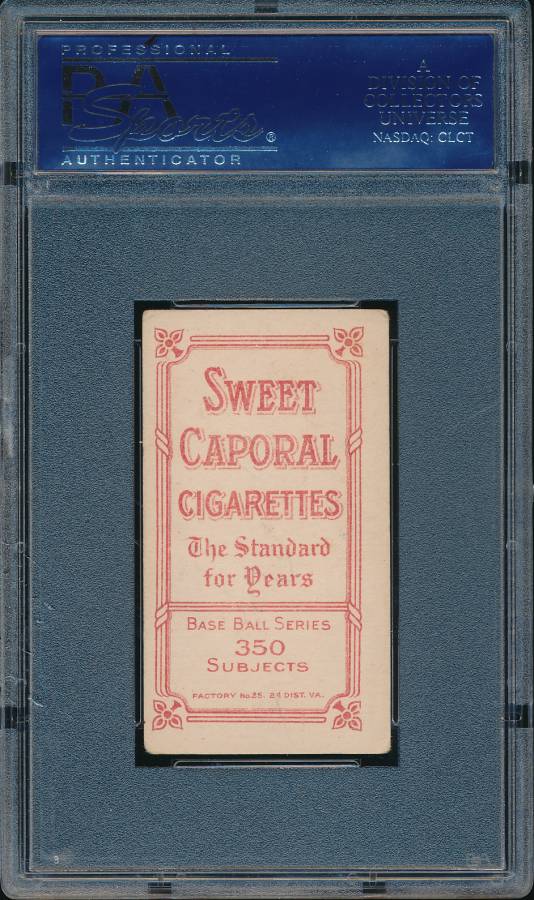 PROFESSIONAL
PSA
Sports®
AUTHENTICATOR
A
DIVISION OF
COLLECTORS
UNIVERSE
NASDAQ: CLCT
SWEET
CAPORAL
CIGARETTES
The Standard
for Years
BASE BALL SERIES
350
SUBJECTS
FACTORY No. 25. 2d DIST. VA.